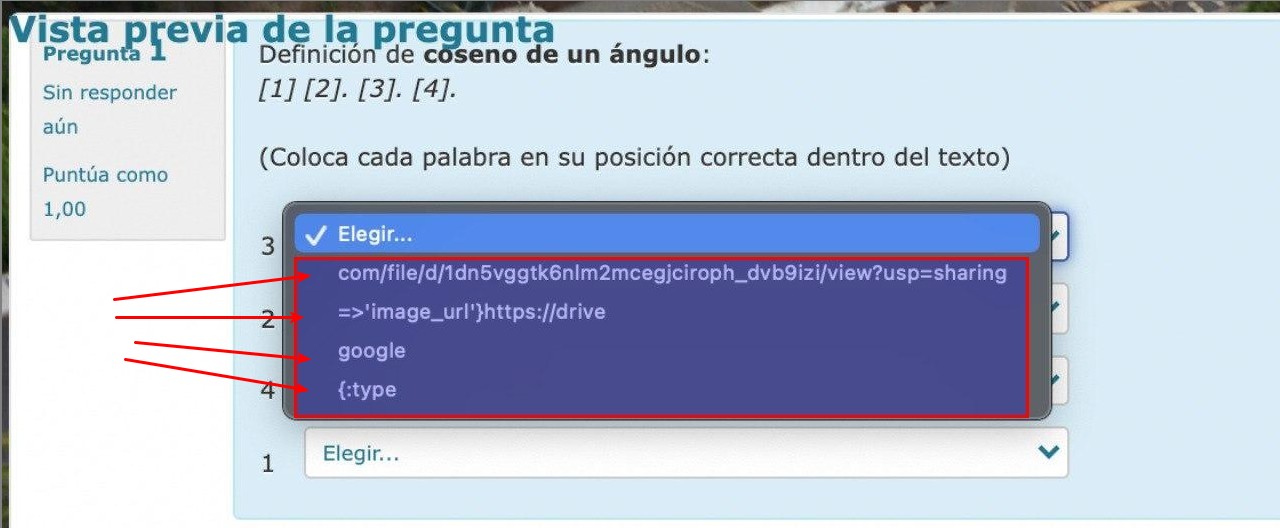 Vista previa de la pregunta
Pregunta 1
Sin responder
aún
Puntúa como
1,00
Definición de coseno de un ángulo:
[1] [2]. [3]. [4].
(Coloca cada palabra en su posición correcta dentro del texto)
3
✓ Elegir...
com/file/d/1dn5vggtk6nlm2mcegjciroph_dvb9izi/view?usp=sharing
=>'image_url'}https://drive
google
{:type
2
4
1
Elegir...